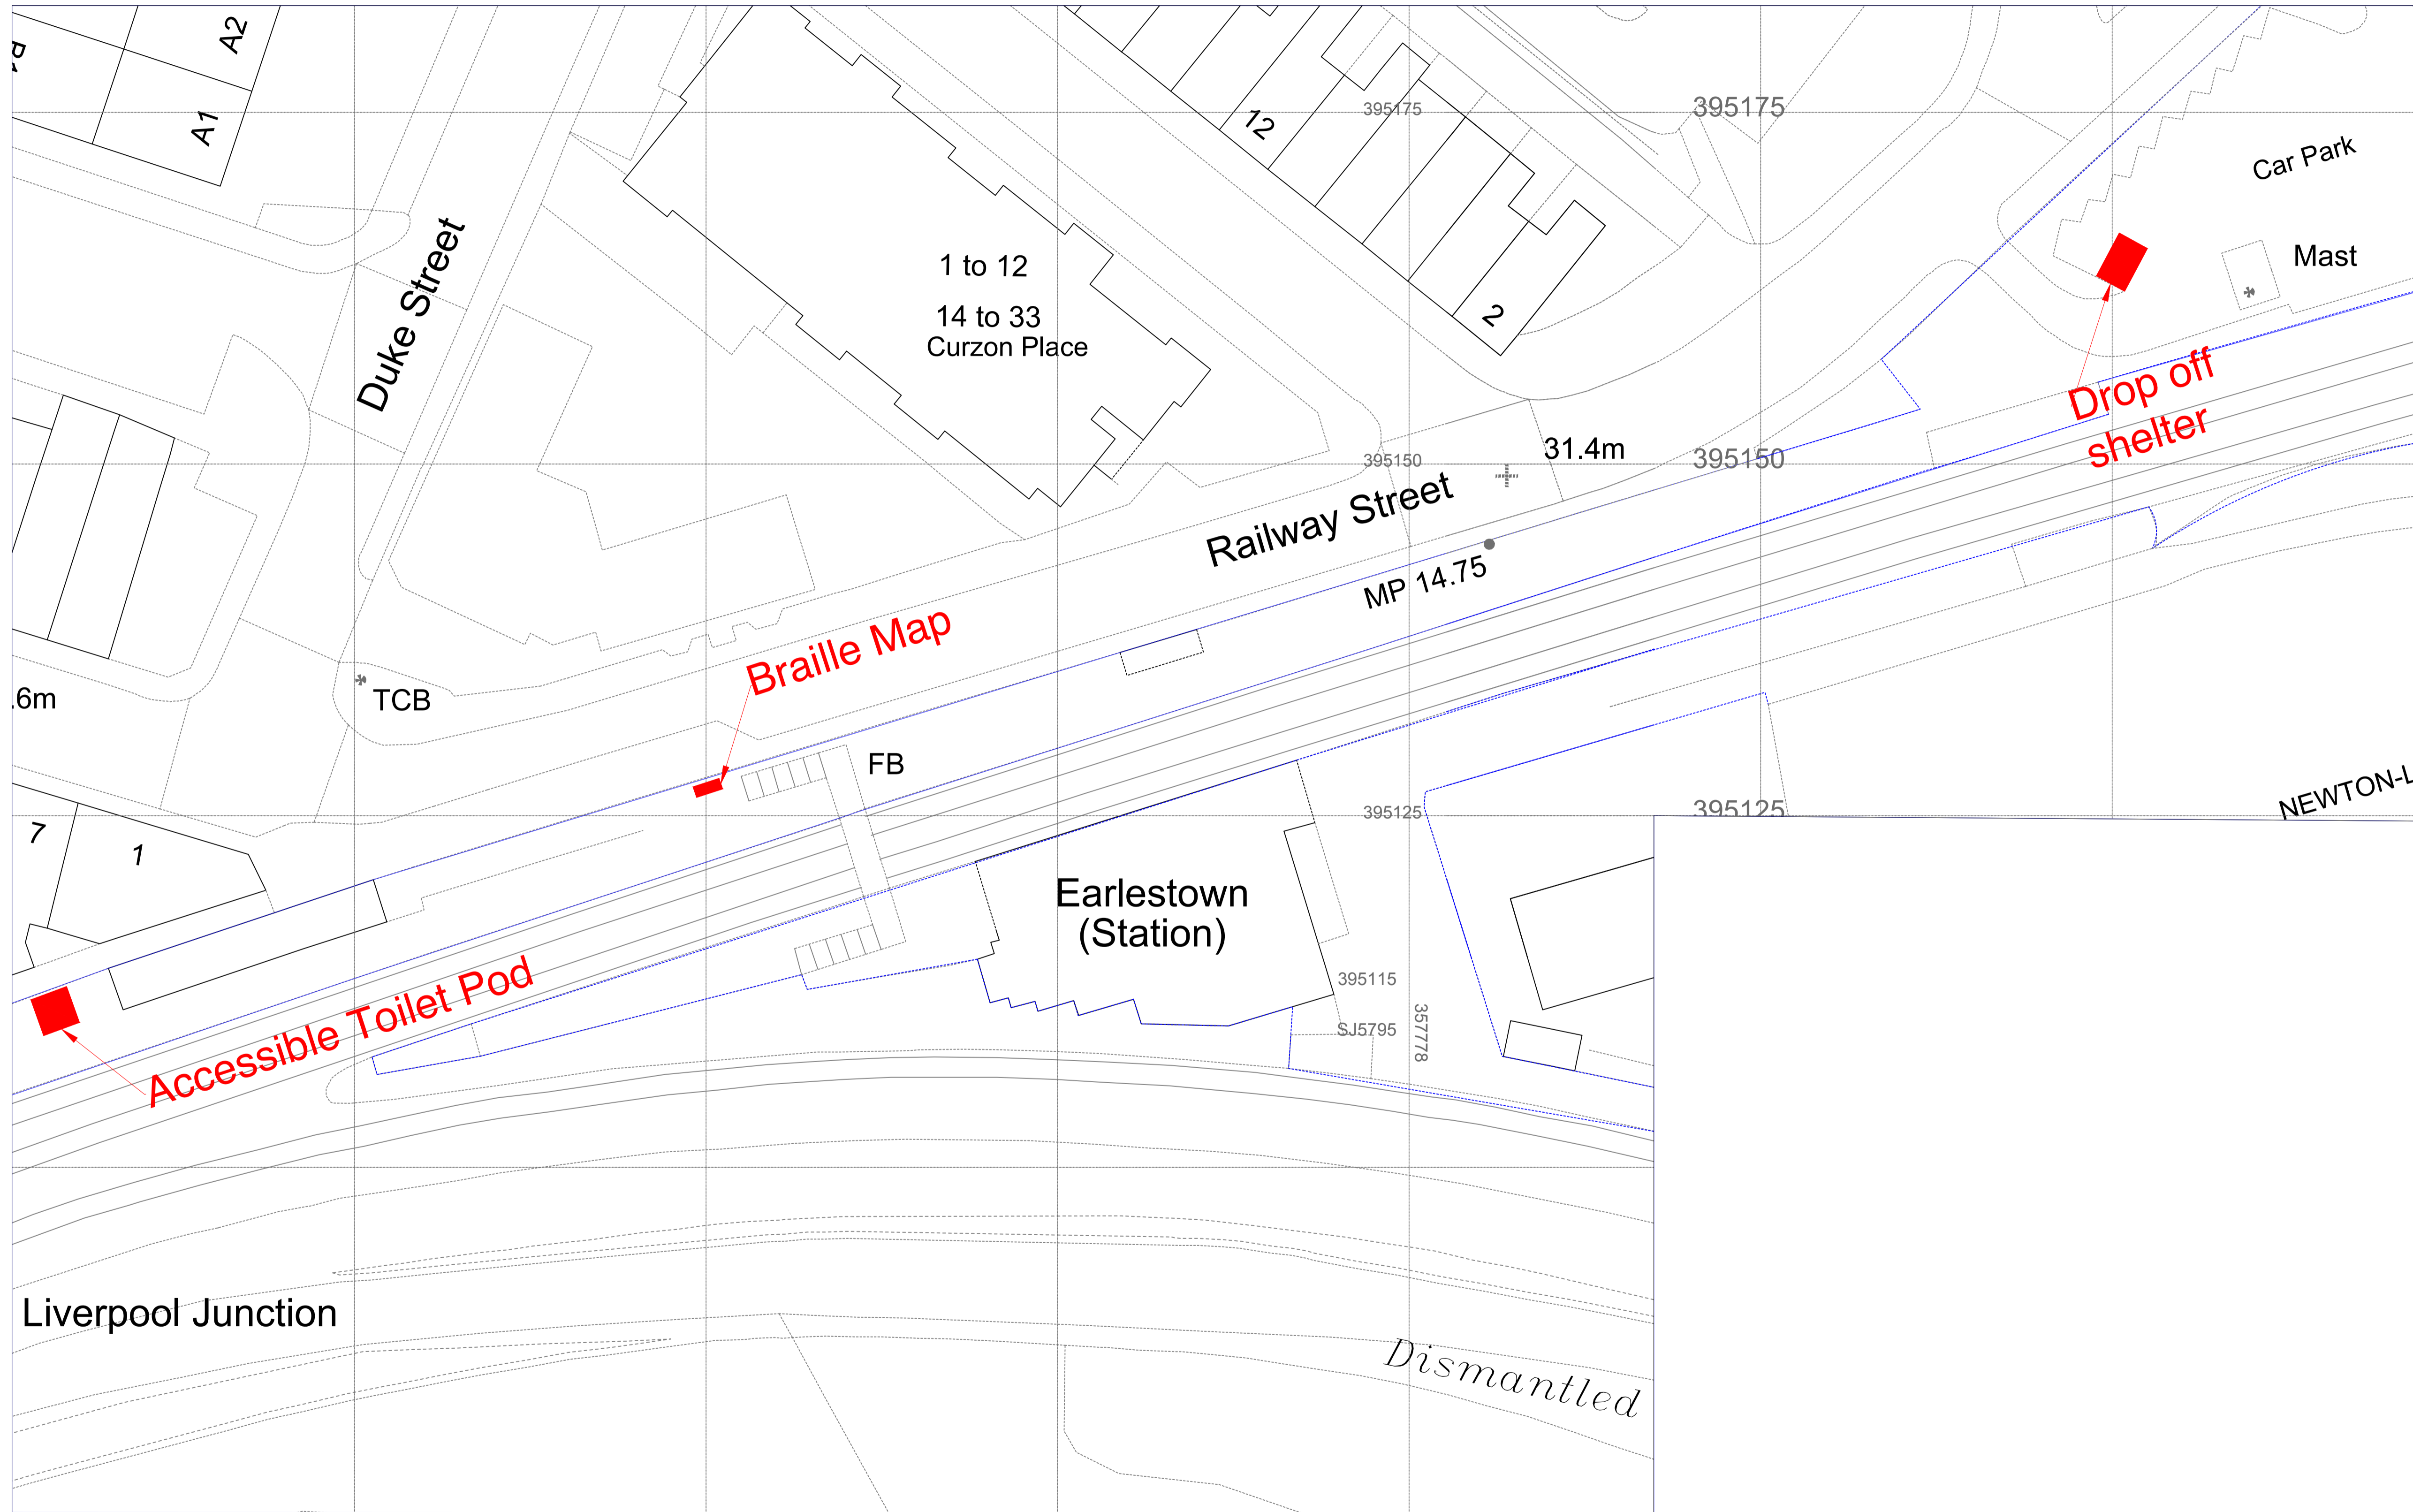 A2
A1
395175
395175
12
Car Park
Duke Street
1 to 12
Mast
14 to 33
2
Curzon Place
Drop off
shelter
31.4m
395150
395150
Railway Street
MP 14.75
Braille Map
.6m
TCB
FB
NEWTON-L
395125
395125
7
1
Earlestown
(Station)
395115
Accessible Toilet Pod
SJ5795
357778
Liverpool Junction
Dismantled